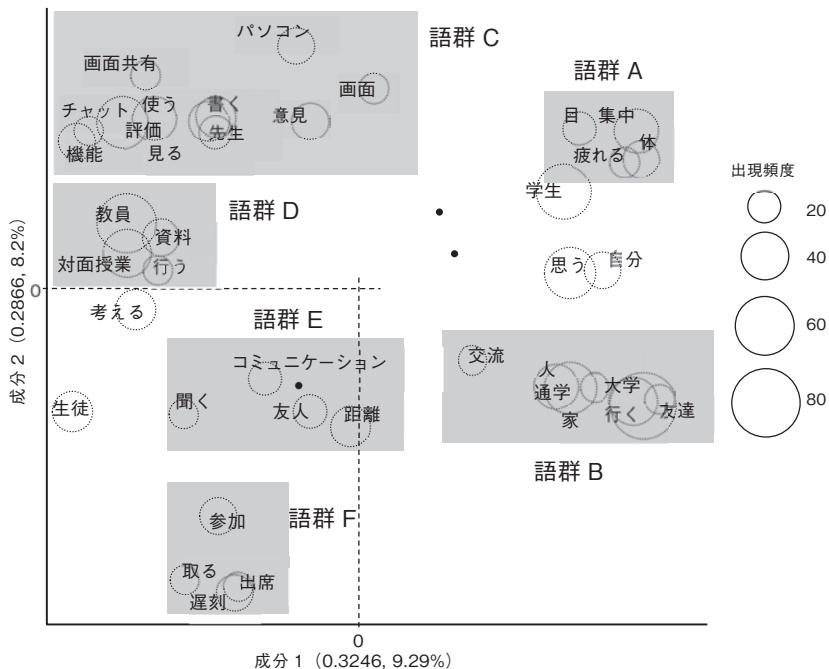 パソコン
語群 C
画面共有
画面
語群 A
チャット
使う
書く
意見
目
集中
評価
先生
体
機能
見る
疲れる
出現頻度
学生
20
語群 D
教員
資料
40
対面授業
行う
思う
自分
0
考える
語群 E
60
コミュニケーション
交流
人
大学
通学
80
生徒
聞く
友人
距離
家
行く
友達
語群 B
参加
語群 F
取る
出席
遅刻
0
成分 1（0.3246, 9.29%）
成分 2（0.2866, 8.2%）